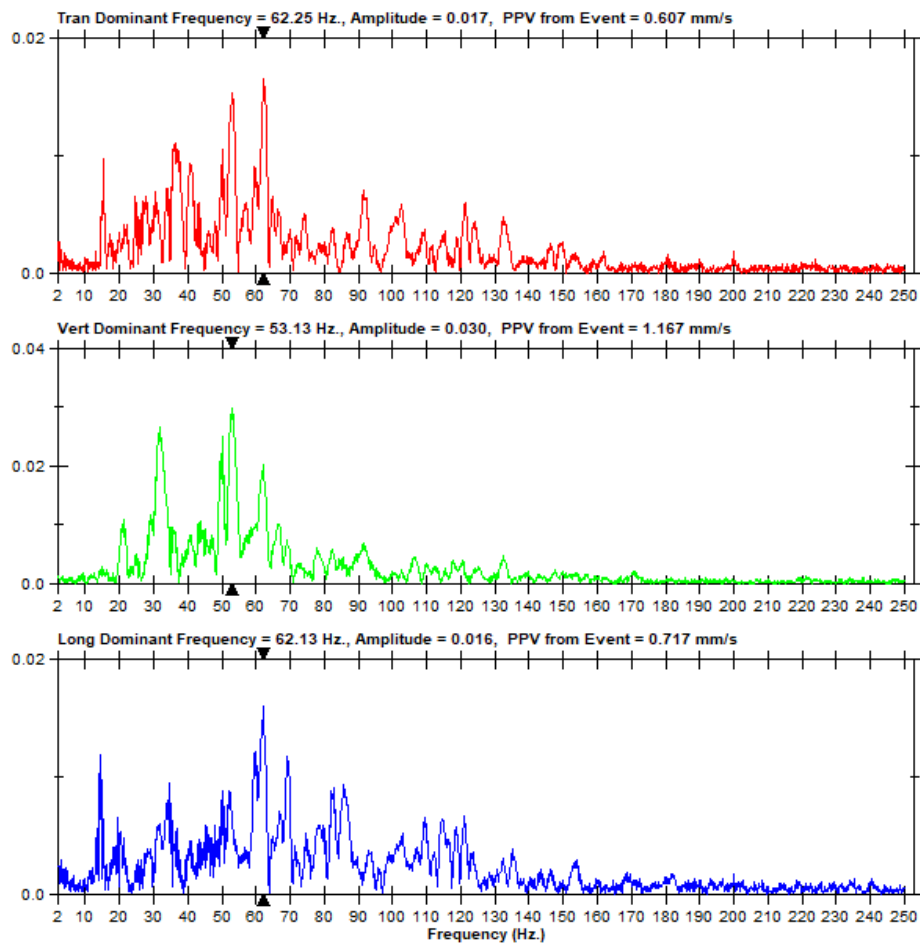 Tran Dominant Frequency = 62.25 Hz., Amplitude = 0.017, PPV from Event = 0.607 mm/s
0.02
0.0
2 10 20 30 40 50 60 70 80 90 100 110 120 130 140 150 160 170 180 190 200 210 220 230 240 250
Vert Dominant Frequency = 53.13 Hz., Amplitude = 0.030, PPV from Event = 1.167 mm/s
0.04
0.02
0.0
2 10 20 30 40 50 60 70 80 90 100 110 120 130 140 150 160 170 180 190 200 210 220 230 240 250
Long Dominant Frequency = 62.13 Hz., Amplitude = 0.016, PPV from Event = 0.717 mm/s
0.02
0.0
2 10 20 30 40 50 60 70 80 90 100 110 120 130 140 150 160 170 180 190 200 210 220 230 240 250
Frequency (Hz.)